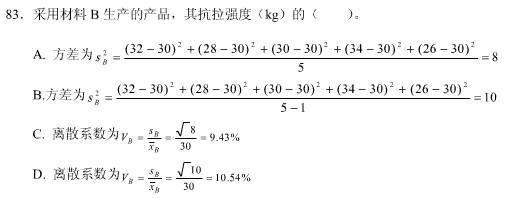 83．采用材料 B 生产的产品，其抗拉强度（kg）的（ ）。
A. 方差为 s_B^2 = \frac{(32-30)^2+(28-30)^2+(30-30)^2+(34-30)^2+(26-30)^2}{5} = 8
B.方差为 s_B^2 = \frac{(32-30)^2+(28-30)^2+(30-30)^2+(34-30)^2+(26-30)^2}{5-1} = 10
C. 离散系数为 V_B = \frac{s_B}{\bar{x}_B} = \frac{\sqrt{8}}{30} = 9.43%
D. 离散系数为 V_B = \frac{s_B}{\bar{x}_B} = \frac{\sqrt{10}}{30} = 10.54%